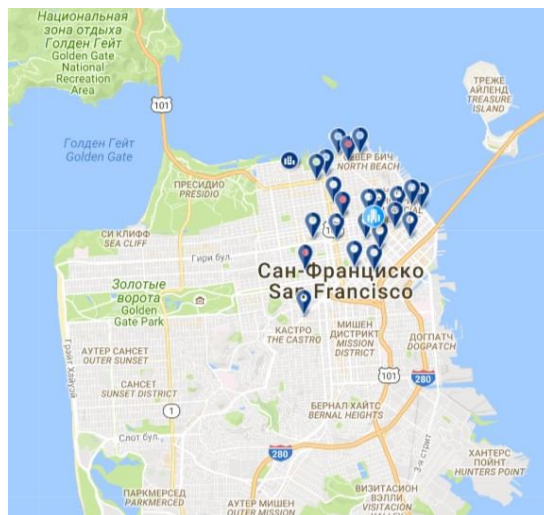 Национальная
зона отдыха
Голден Гейт
Golden Gate
National
Recreation
Area
101
ТРЕЖЕ
АЙЛЕНД
TREASURE
ISLAND
Голден Гейт
Golden Gate
НОРТ БИЧ
NORTH BEACH
ПРЕСИДИО
PRESIDIO
СИ КЛИФФ
SEA CLIFF
Гири бул.
Сан-Франциско
San Francisco
Золотые
ворота
Golden
Gate Park
КАСТРО
THE CASTRO
МИШЕН
ДИСТРИКТ
MISSION
DISTRICT
ДОГПАТЧ
DOGPATCH
АУТЕР САНСЕТ
OUTER SUNSET
САНСЕТ
SUNSET DISTRICT
101
280
1
БЕРНАЛ ХАЙТС
BERNAL HEIGHTS
Слот бул.
280
3-я стрит
ХАНТЕРС
ПОЙНТ
HUNTERS POINT
ПАРКМЕРСЕД
PARKMERCED
АУТЕР МИШЕН
OUTER MISSION
ВИЗИТАСИОН
ВЭЛЛИ
VISITACION